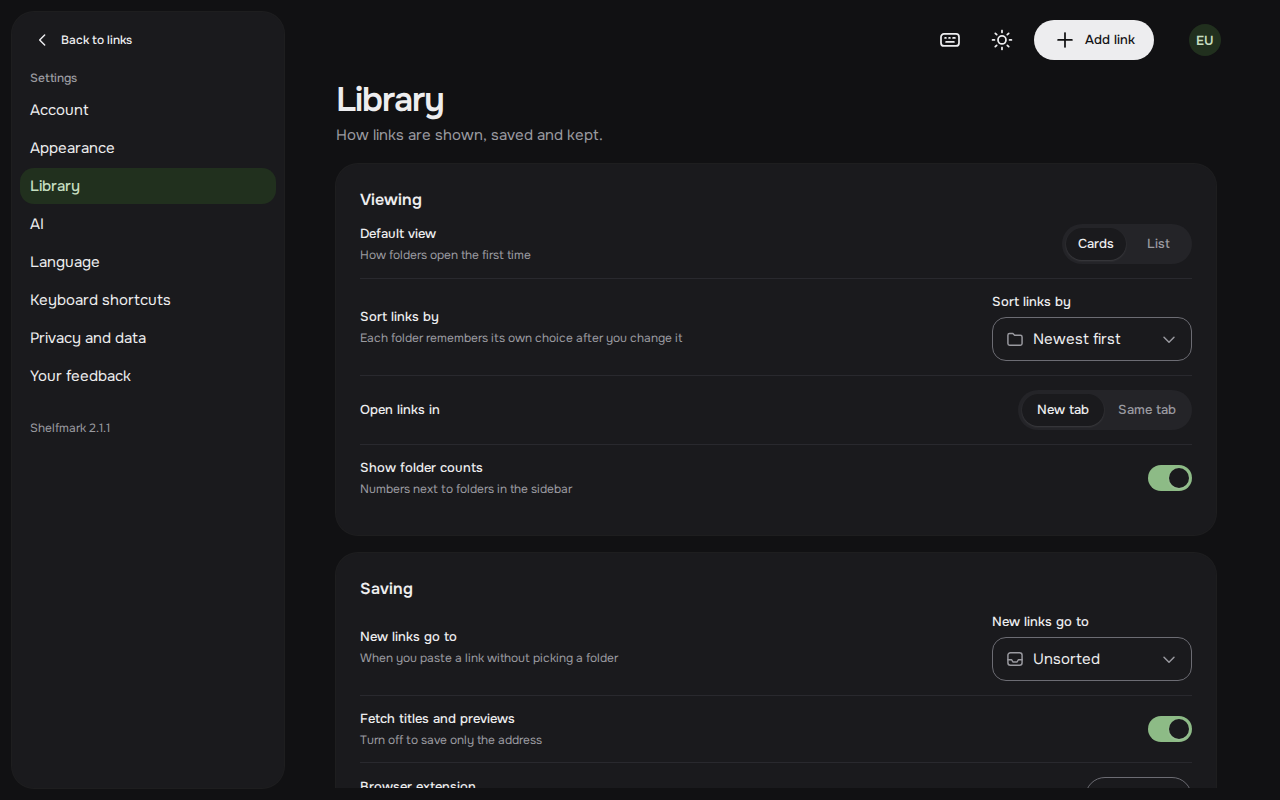 Back to links
Settings
Account
Appearance
Library
AI
Language
Keyboard shortcuts
Privacy and data
Your feedback
Shelfmark 2.1.1
Add link
EU
Library
How links are shown, saved and kept.
Viewing
Default view
How folders open the first time
Cards
List
Sort links by
Each folder remembers its own choice after you change it
Sort links by
Newest first
Open links in
New tab
Same tab
Show folder counts
Numbers next to folders in the sidebar
Saving
New links go to
When you paste a link without picking a folder
New links go to
Unsorted
Fetch titles and previews
Turn off to save only the address
Browser extension